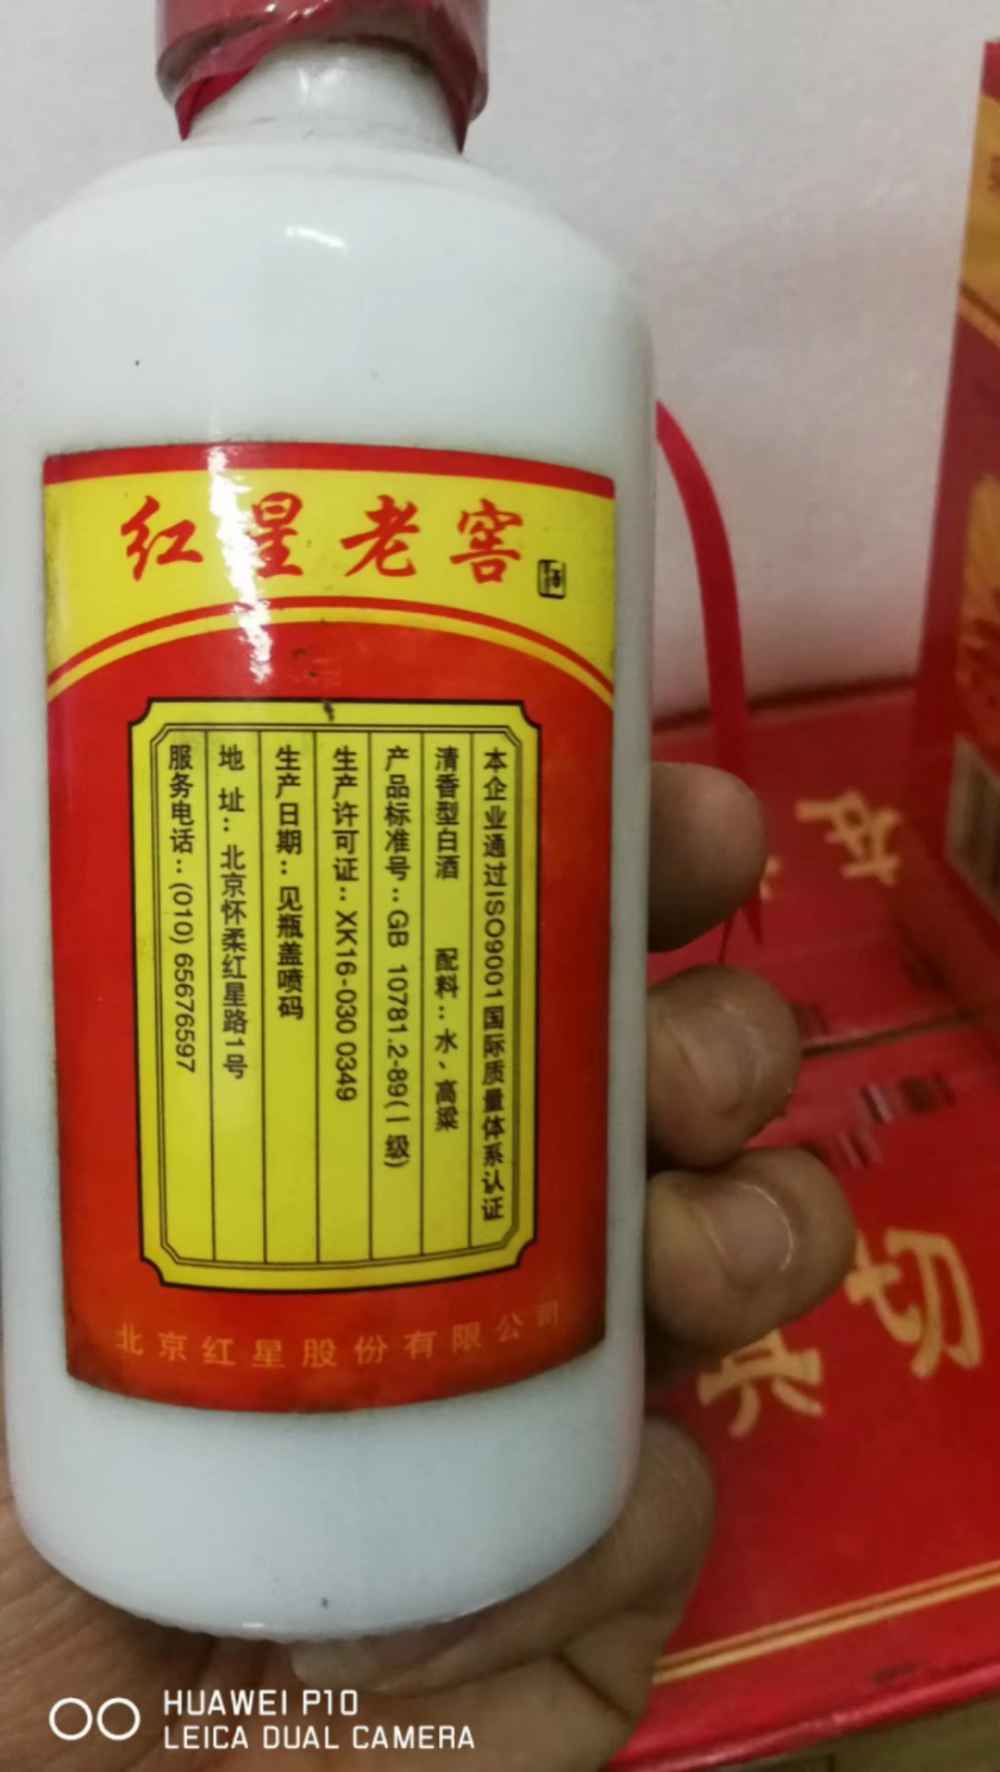 红星老窖
酒
本企业通过ISO9001国际质量体系认证
清香型白酒 配料:水、高粱
产品标准号:GB 10781.2-89(I级)
生产许可证:XK16-030 0349
生产日期:见瓶盖喷码
地 址:北京怀柔红星路1号
服务电话:(010)65676597
北京红星股份有限公司
HUAWEI P10
LEICA DUAL CAMERA